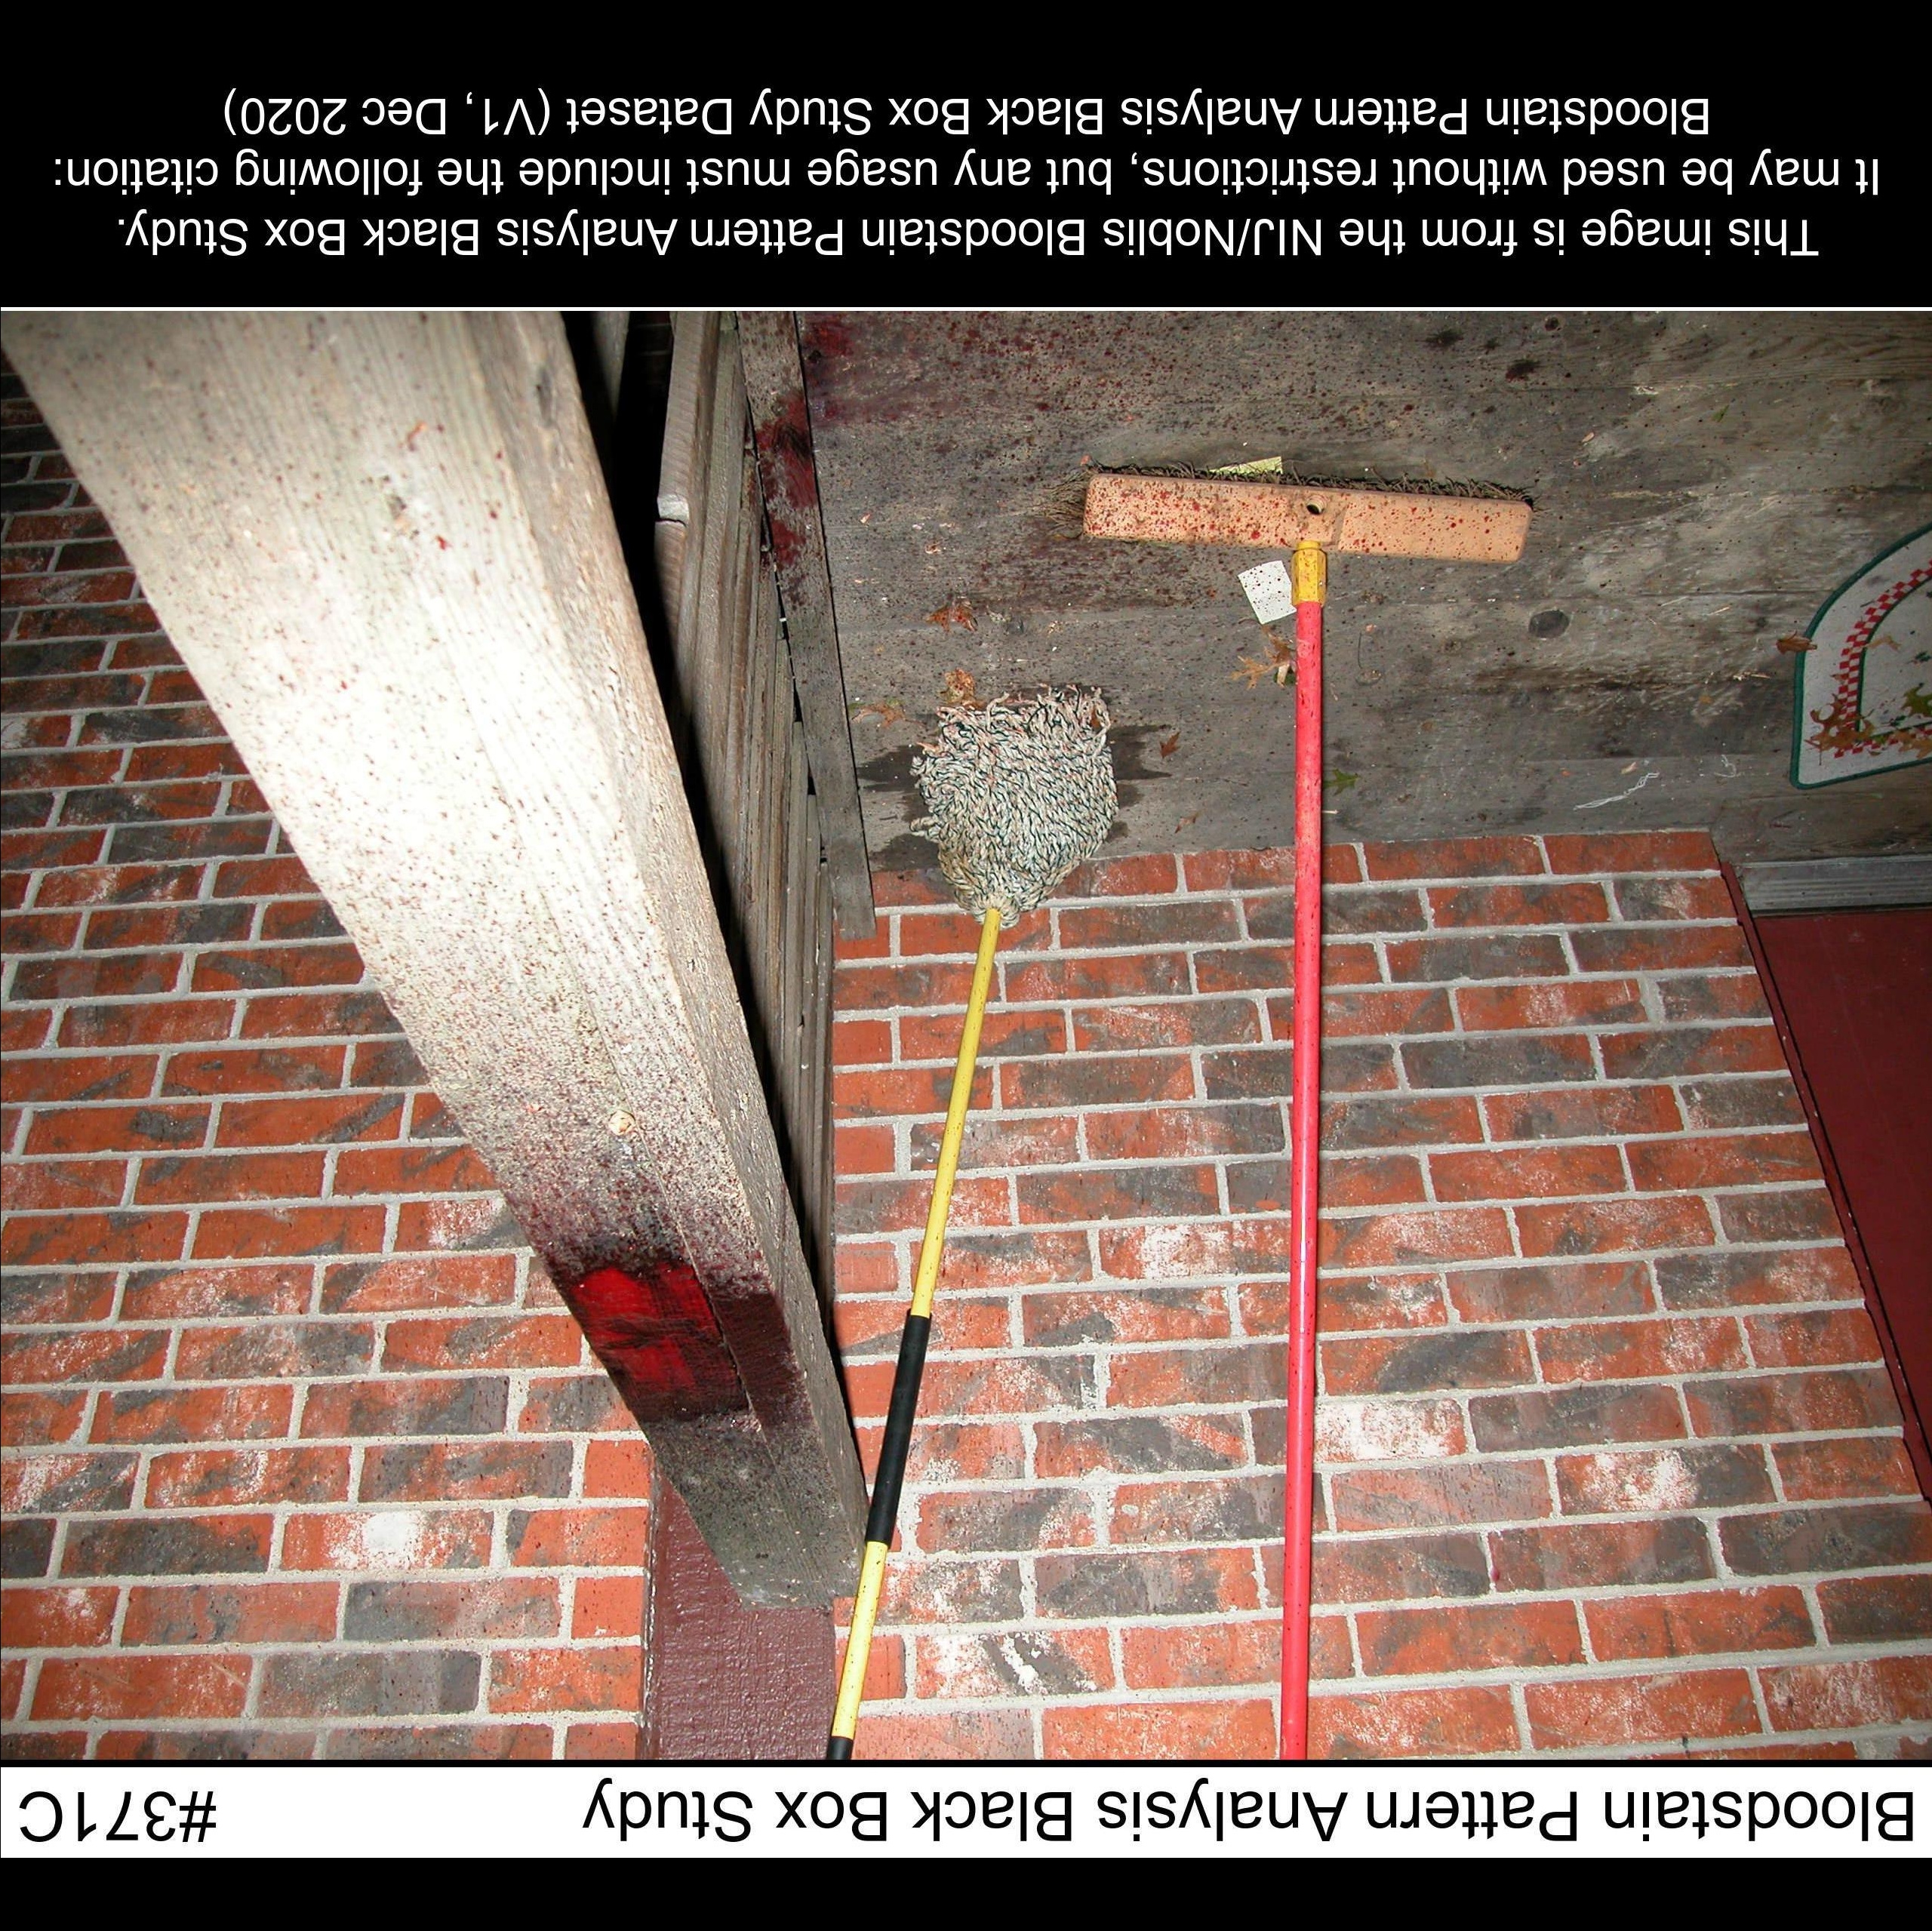 Bloodstain Pattern Analysis Black Box Study
#371C
This image is from the NIJ/Noblis Bloodstain Pattern Analysis Black Box Study.
It may be used without restrictions, but any usage must include the following citation:
Bloodstain Pattern Analysis Black Box Study Dataset (V1, Dec 2020)